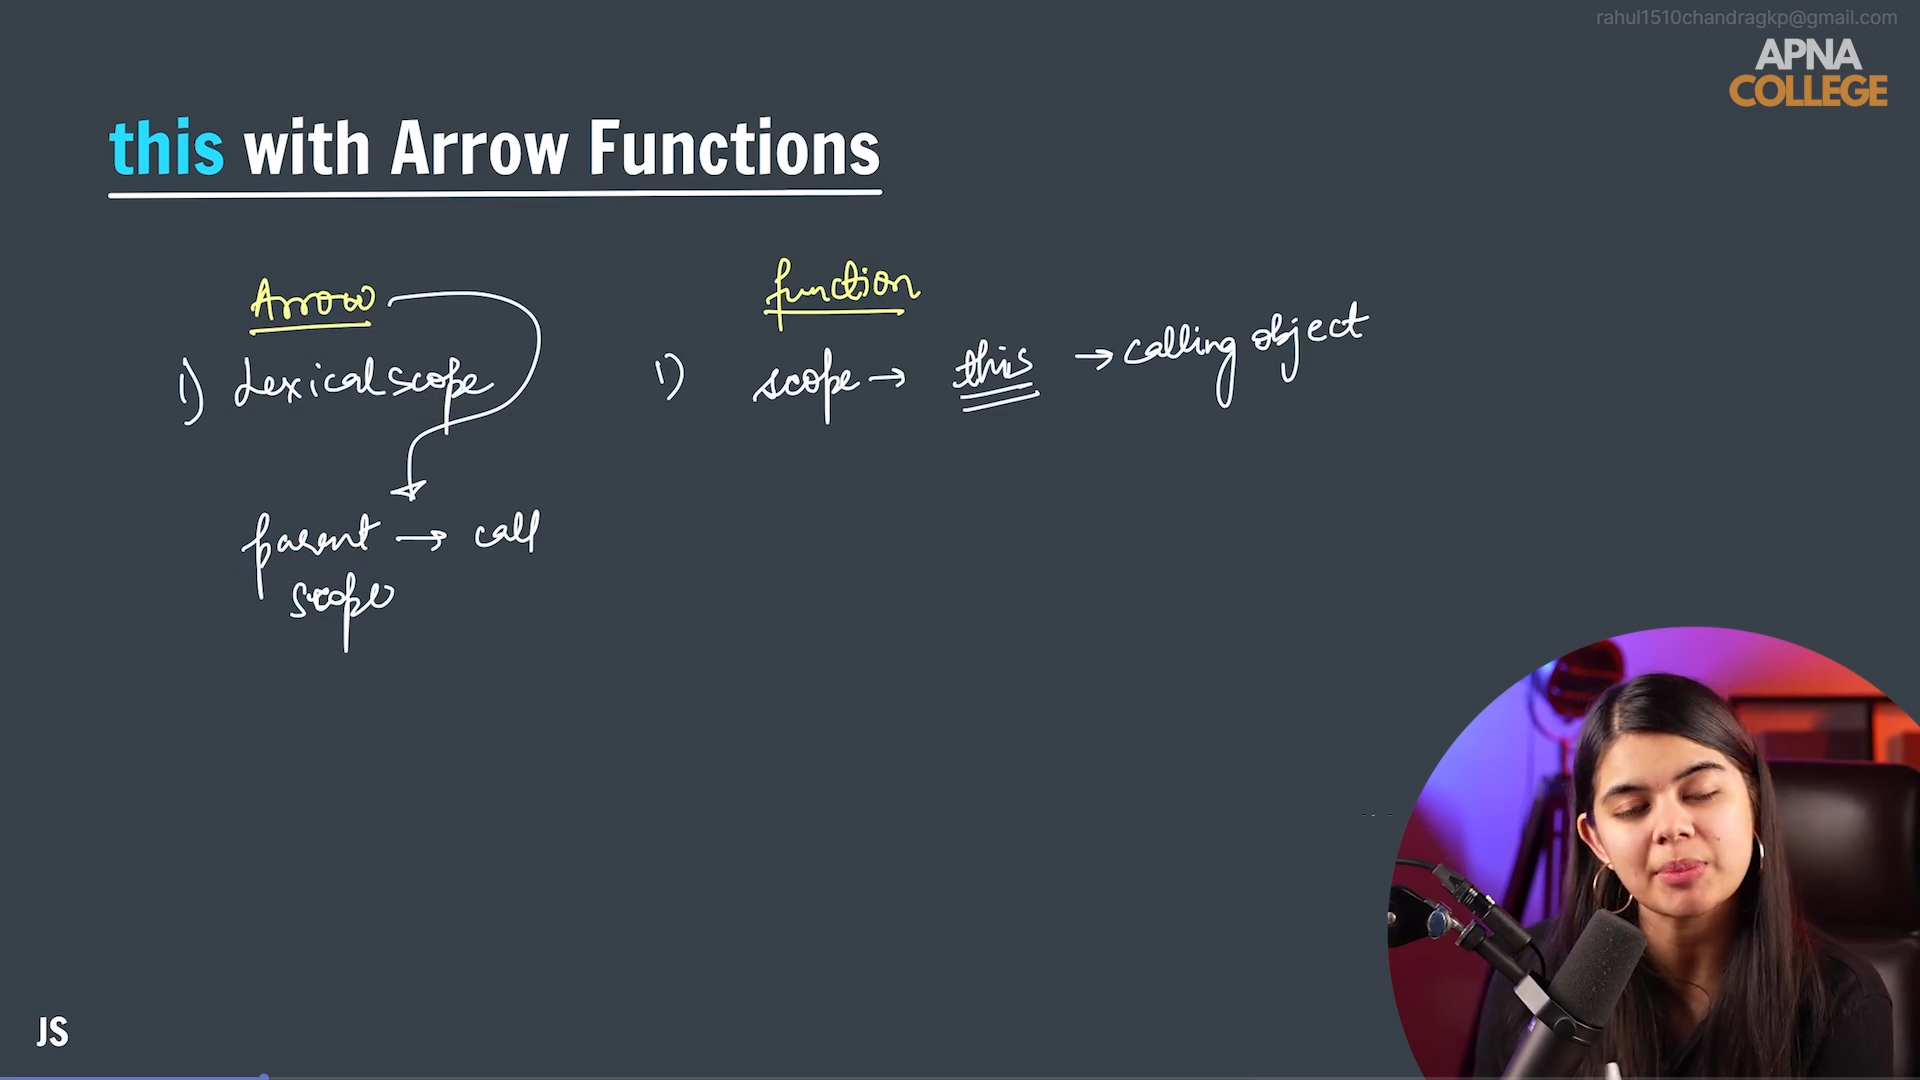 rahul1510chandragkp@gmail.com
APNA
COLLEGE
this with Arrow Functions
Arrow
function
1) Lexical scope
1) scope → this → calling object
parent → call
scope
JS